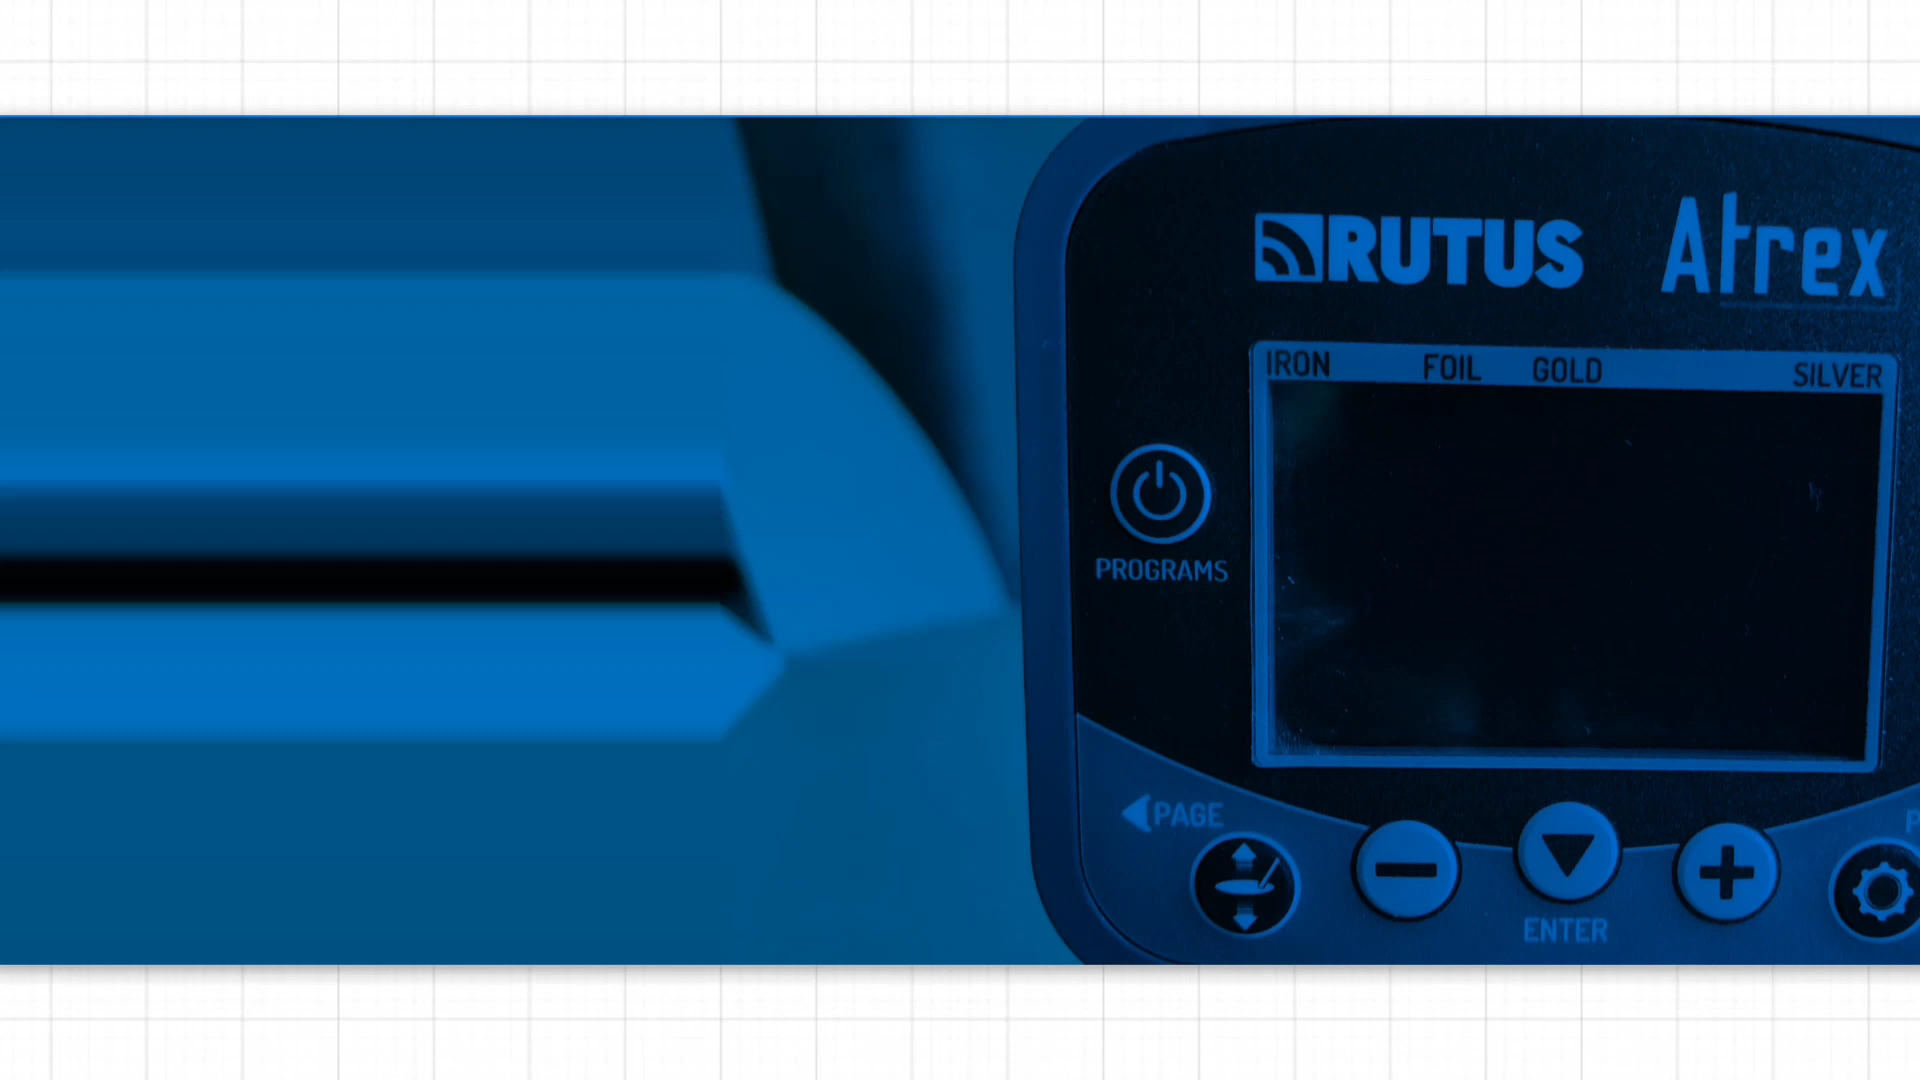 RUTUS Atrex
IRON FOIL GOLD SILVER
PROGRAMS
PAGE
ENTER